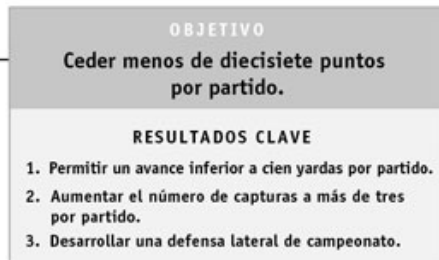 OBJETIVO
Ceder menos de diecisiete puntos
por partido.
RESULTADOS CLAVE
1. Permitir un avance inferior a cien yardas por partido.
2. Aumentar el número de capturas a más de tres
por partido.
3. Desarrollar una defensa lateral de campeonato.